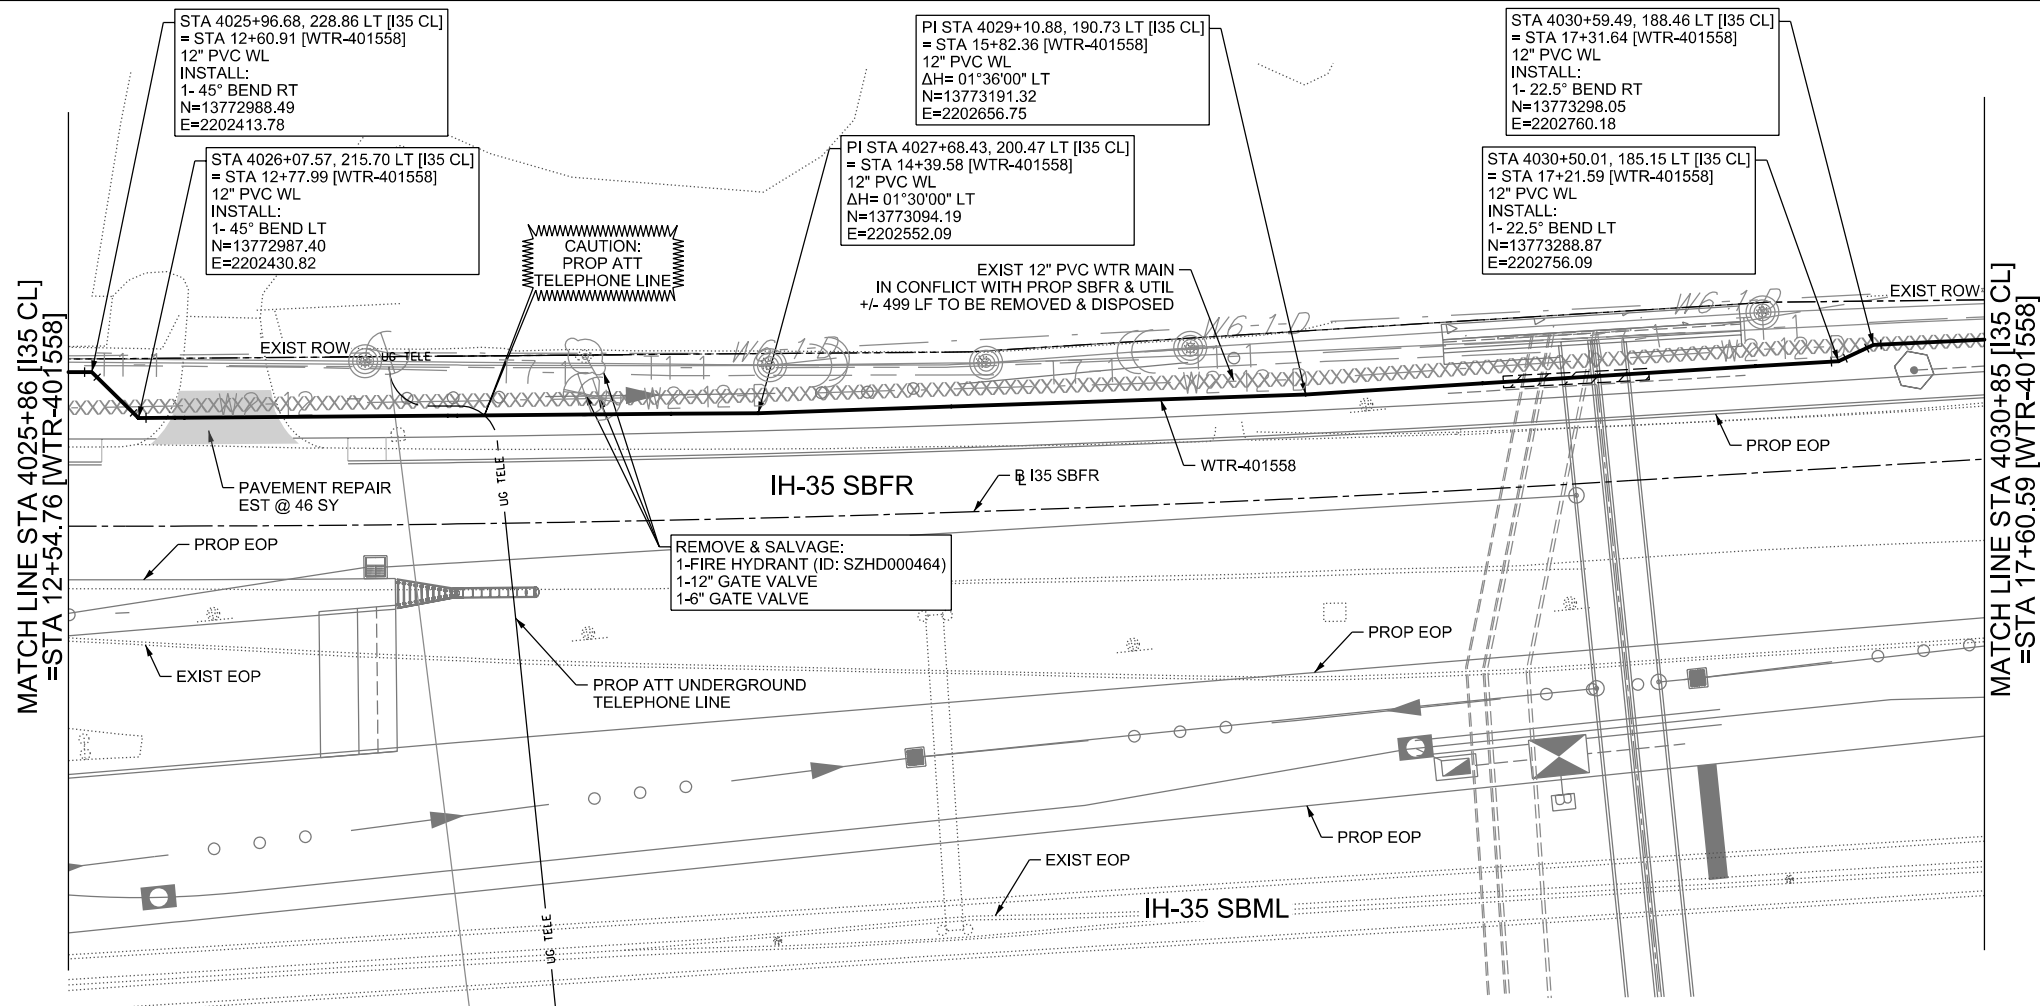 STA 4025+96.68, 228.86 LT [I35 CL]
= STA 12+60.91 [WTR-401558]
12" PVC WL
INSTALL:
1- 45° BEND RT
N=13772988.49
E=2202413.78
STA 4026+07.57, 215.70 LT [I35 CL]
= STA 12+77.99 [WTR-401558]
12" PVC WL
INSTALL:
1- 45° BEND LT
N=13772987.40
E=2202430.82
CAUTION:
PROP ATT
TELEPHONE LINE
PI STA 4029+10.88, 190.73 LT [I35 CL]
= STA 15+82.36 [WTR-401558]
12" PVC WL
ΔH= 01°36'00" LT
N=13773191.32
E=2202656.75
PI STA 4027+68.43, 200.47 LT [I35 CL]
= STA 14+39.58 [WTR-401558]
12" PVC WL
ΔH= 01°30'00" LT
N=13773094.19
E=2202552.09
EXIST 12" PVC WTR MAIN
IN CONFLICT WITH PROP SBFR & UTIL
+/- 499 LF TO BE REMOVED & DISPOSED
STA 4030+59.49, 188.46 LT [I35 CL]
= STA 17+31.64 [WTR-401558]
12" PVC WL
INSTALL:
1- 22.5° BEND RT
N=13773298.05
E=2202760.18
STA 4030+50.01, 185.15 LT [I35 CL]
= STA 17+21.59 [WTR-401558]
12" PVC WL
INSTALL:
1- 22.5° BEND LT
N=13773288.87
E=2202756.09
MATCH LINE STA 4025+86 [I35 CL]
=STA 12+54.76 [WTR-401558]
MATCH LINE STA 4030+85 [I35 CL]
=STA 17+60.59 [WTR-401558]
EXIST ROW
UG TELE
W6-1-D
W6-1-D
W6-1-D
EXIST ROW
W2-12-P
W2-12-P
PAVEMENT REPAIR
EST @ 46 SY
UG TELE
IH-35 SBFR
I35 SBFR
WTR-401558
PROP EOP
PROP EOP
REMOVE & SALVAGE:
1-FIRE HYDRANT (ID: SZHD000464)
1-12" GATE VALVE
1-6" GATE VALVE
EXIST EOP
PROP ATT UNDERGROUND
TELEPHONE LINE
PROP EOP
PROP EOP
EXIST EOP
IH-35 SBML
UG TELE